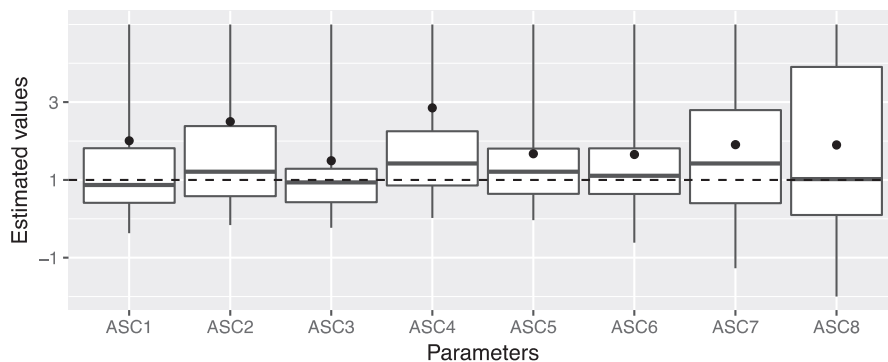 Estimated values
3
1
−1
ASC1 ASC2 ASC3 ASC4 ASC5 ASC6 ASC7 ASC8
Parameters